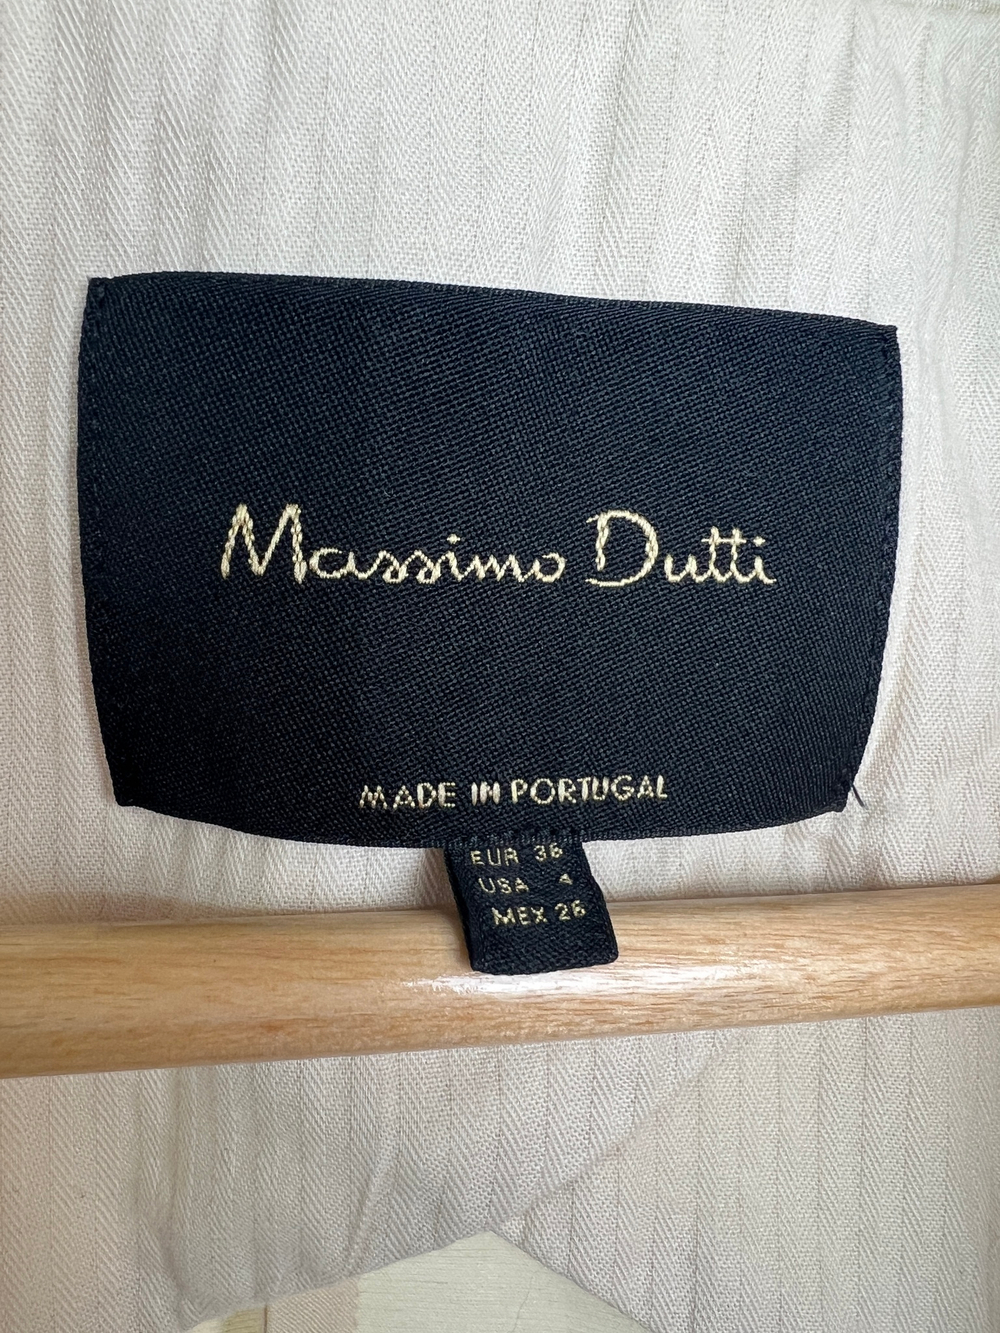 Massimo Dutti
MADE IN PORTUGAL
EUR 36
USA 4
MEX 26